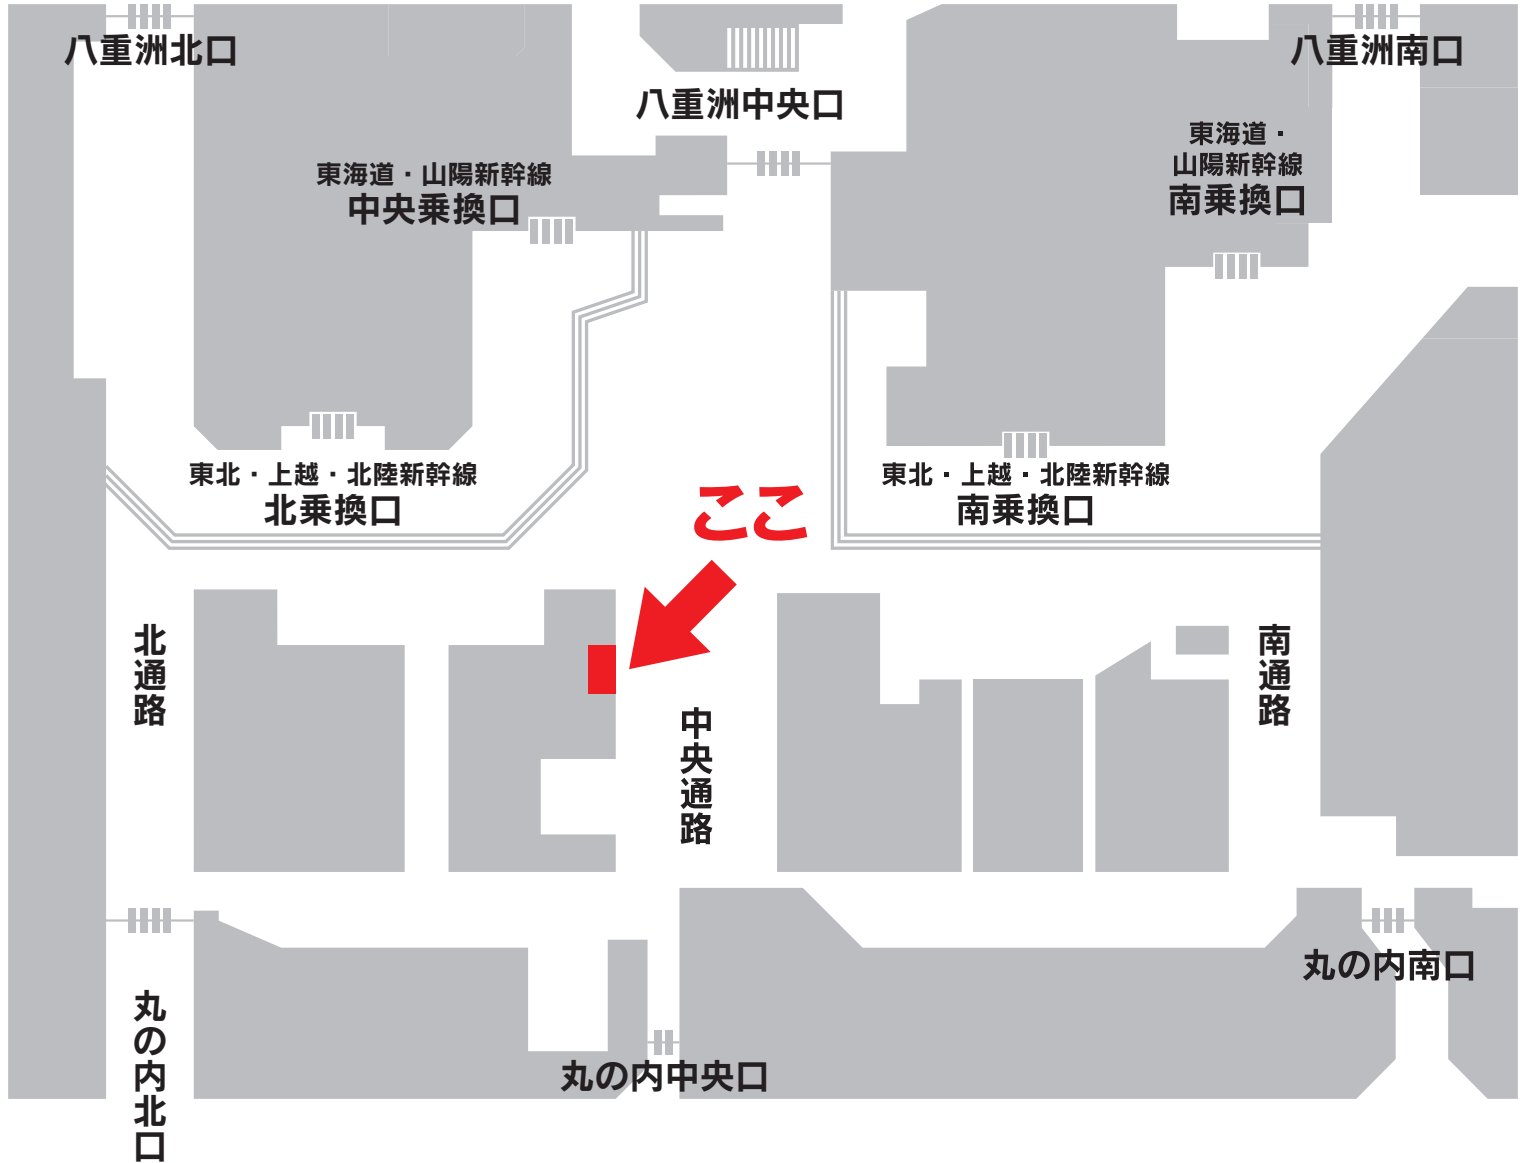 八重洲北口
八重洲中央口
八重洲南口
東海道・山陽新幹線
中央乗換口
東海道・
山陽新幹線
南乗換口
東北・上越・北陸新幹線
北乗換口
ここ
東北・上越・北陸新幹線
南乗換口
北通路
中央通路
南通路
丸の内北口
丸の内中央口
丸の内南口